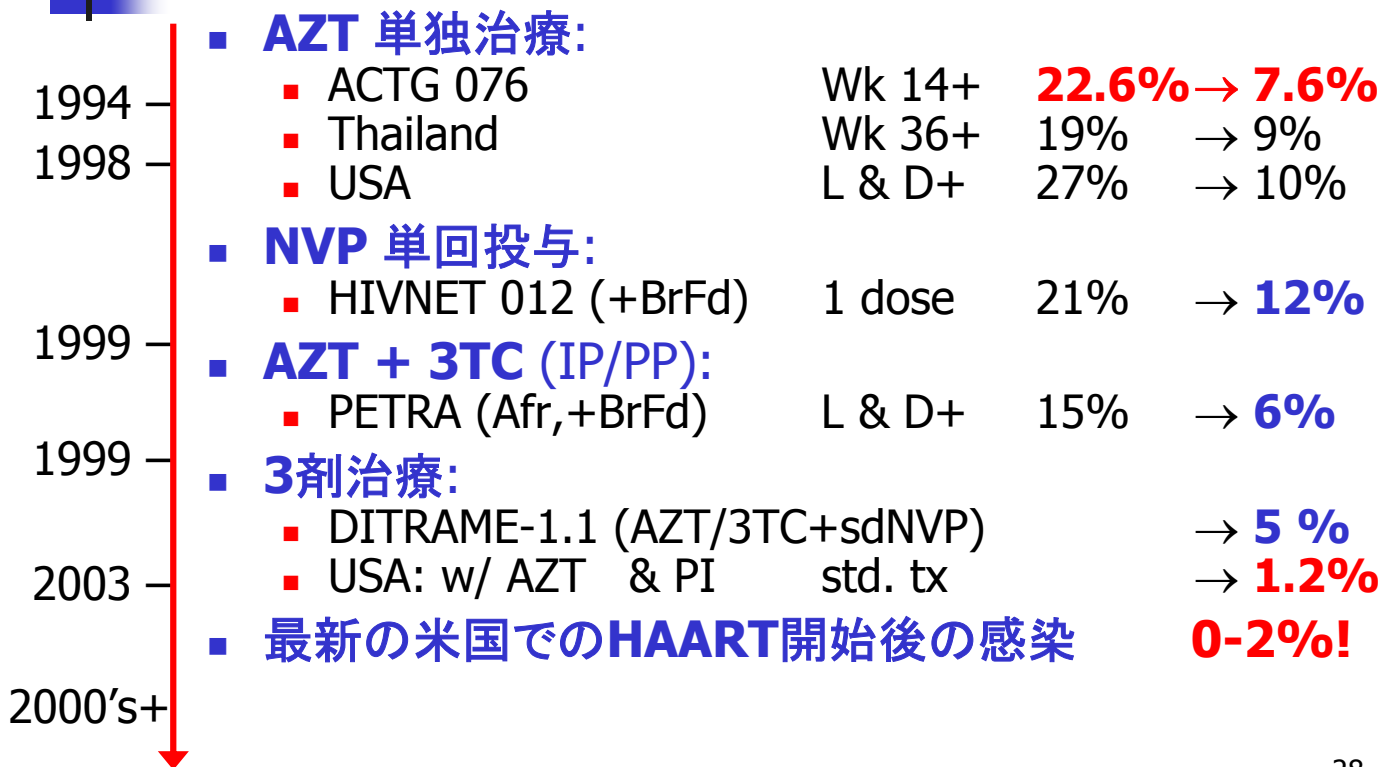 AZT 単独治療:
1994 ACTG 076 Wk 14+ 22.6% → 7.6%
Thailand Wk 36+ 19% → 9%
1998 USA L & D+ 27% → 10%
NVP 単回投与:
HIVNET 012 (+BrFd) 1 dose 21% → 12%
1999
AZT + 3TC (IP/PP):
PETRA (Afr,+BrFd) L & D+ 15% → 6%
1999
3剤治療:
DITRAME-1.1 (AZT/3TC+sdNVP) → 5 %
2003 USA: w/ AZT & PI std. tx → 1.2%
最新の米国でのHAART開始後の感染 0-2%!
2000's+